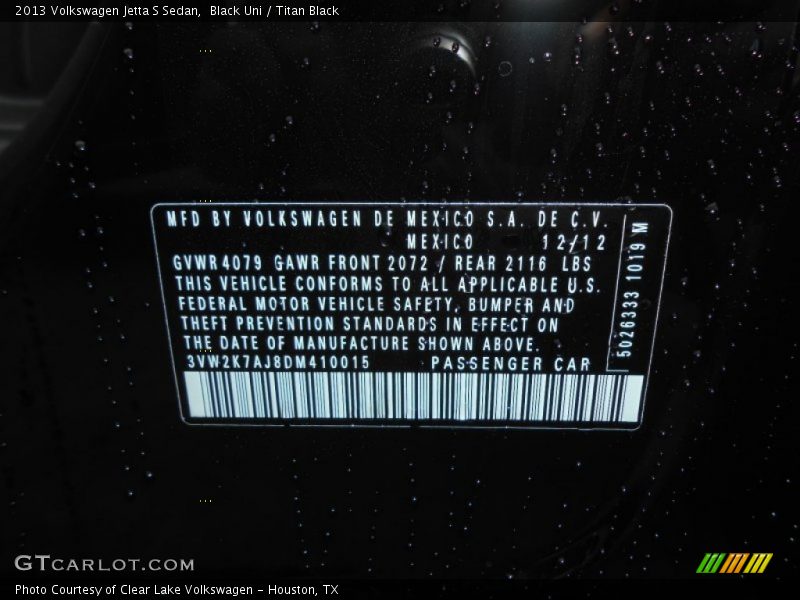 2013 Volkswagen Jetta S Sedan,  Black Uni / Titan Black
MFD BY VOLKSWAGEN DE MEXICO S.A. DE C.V.
MEXICO 12/12
GVWR 4079 GAWR FRONT 2072 / REAR 2116 LBS
THIS VEHICLE CONFORMS TO ALL APPLICABLE U.S.
FEDERAL MOTOR VEHICLE SAFETY, BUMPER AND
THEFT PREVENTION STANDARDS IN EFFECT ON
THE DATE OF MANUFACTURE SHOWN ABOVE.
3VW2K7AJ8DM410015 PASSENGER CAR
5026333 1019 M
GTCARLOT.COM
Photo Courtesy of Clear Lake Volkswagen - Houston, TX